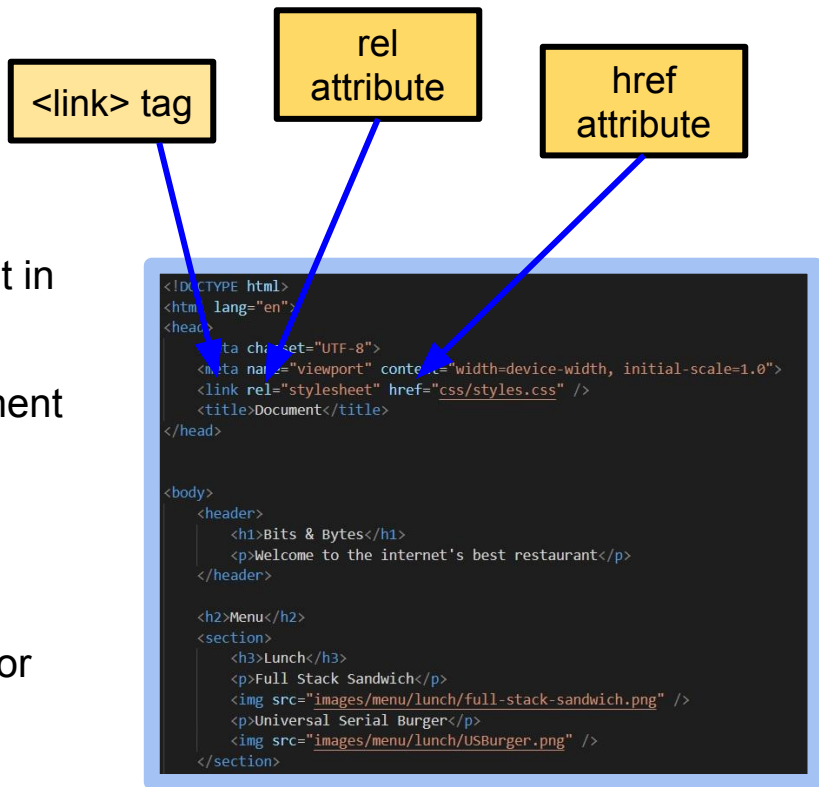 rel
attribute
<link> tag
href
attribute
t in
nent
or
<!DOCTYPE html>
<html lang="en">
<head>
<meta charset="UTF-8">
<meta name="viewport" content="width=device-width, initial-scale=1.0">
<link rel="stylesheet" href="css/styles.css" />
<title>Document</title>
</head>
<body>
<header>
<h1>Bits & Bytes</h1>
<p>Welcome to the internet's best restaurant</p>
</header>
<h2>Menu</h2>
<section>
<h3>Lunch</h3>
<p>Full Stack Sandwich</p>
<img src="images/menu/lunch/full-stack-sandwich.png" />
<p>Universal Serial Burger</p>
<img src="images/menu/lunch/USBurger.png" />
</section>